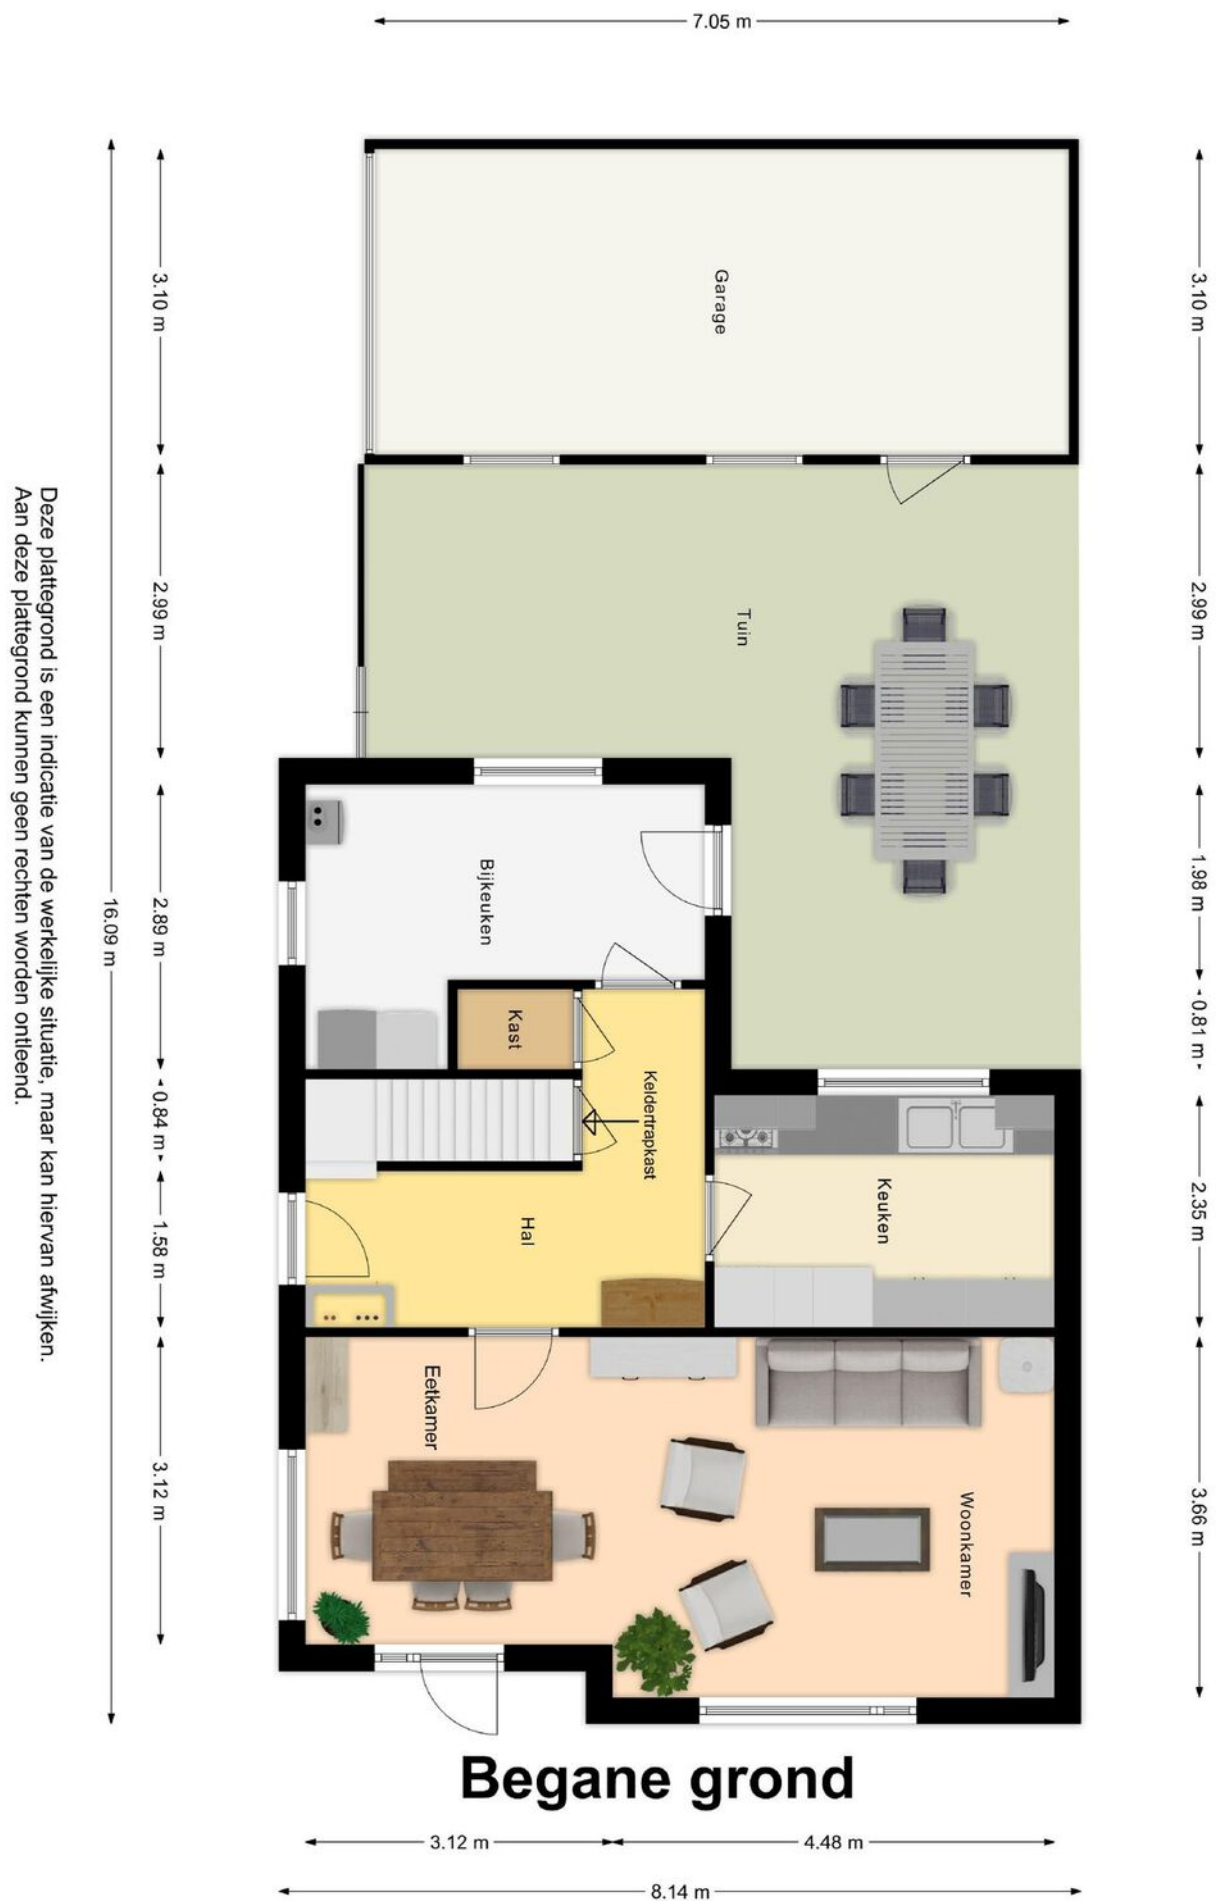 7.05 m
3.10 m
3.10 m
Garage
2.99 m
2.99 m
Tuin
Deze plattegrond is een indicatie van de werkelijke situatie, maar kan hiervan afwijken.
Aan deze plattegrond kunnen geen rechten worden ontleend.
16.09 m
2.89 m
Bijkeuken
1.98 m
Kast
0.81 m
Keldertrapkast
0.84 m
Hal
Keuken
1.58 m
2.35 m
Eetkamer
3.12 m
Woonkamer
3.66 m
Begane grond
3.12 m
4.48 m
8.14 m